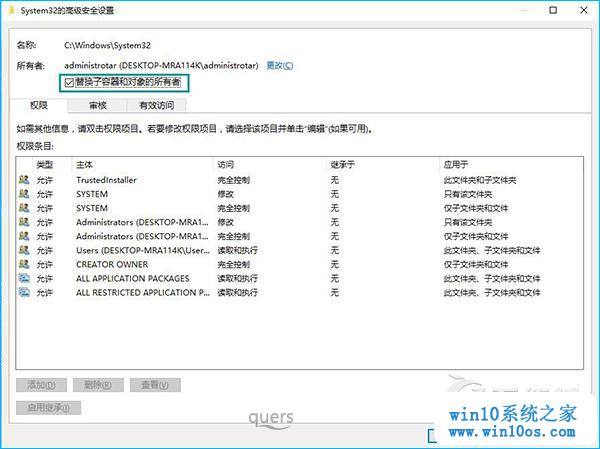 System32的高级安全设置
名称: C:\Windows\System32
所有者: administrotar (DESKTOP-MRA114K\administrotar) 更改(C)
替换子容器和对象的所有者
权限 审核 有效访问
如需其他信息，请双击权限项目。若要修改权限项目，请选择该项目并单击"编辑"(如果可用)。
权限条目:
类型 主体 访问 继承于 应用于
允许 TrustedInstaller 完全控制 无 此文件夹和子文件夹
允许 SYSTEM 修改 无 只有该文件夹
允许 SYSTEM 完全控制 无 仅子文件夹和文件
允许 Administrators (DESKTOP-MRA1... 修改 无 只有该文件夹
允许 Administrators (DESKTOP-MRA1... 完全控制 无 仅子文件夹和文件
允许 Users (DESKTOP-MRA114K\User... 读取和执行 无 此文件夹、子文件夹和文件
允许 CREATOR OWNER 完全控制 无 仅子文件夹和文件
允许 ALL APPLICATION PACKAGES 读取和执行 无 此文件夹、子文件夹和文件
允许 ALL RESTRICTED APPLICATION P... 读取和执行 无 此文件夹、子文件夹和文件
添加(D) 删除(R) 查看(V)
启用继承(I)
quers
win10系统之家
www.win10os.com